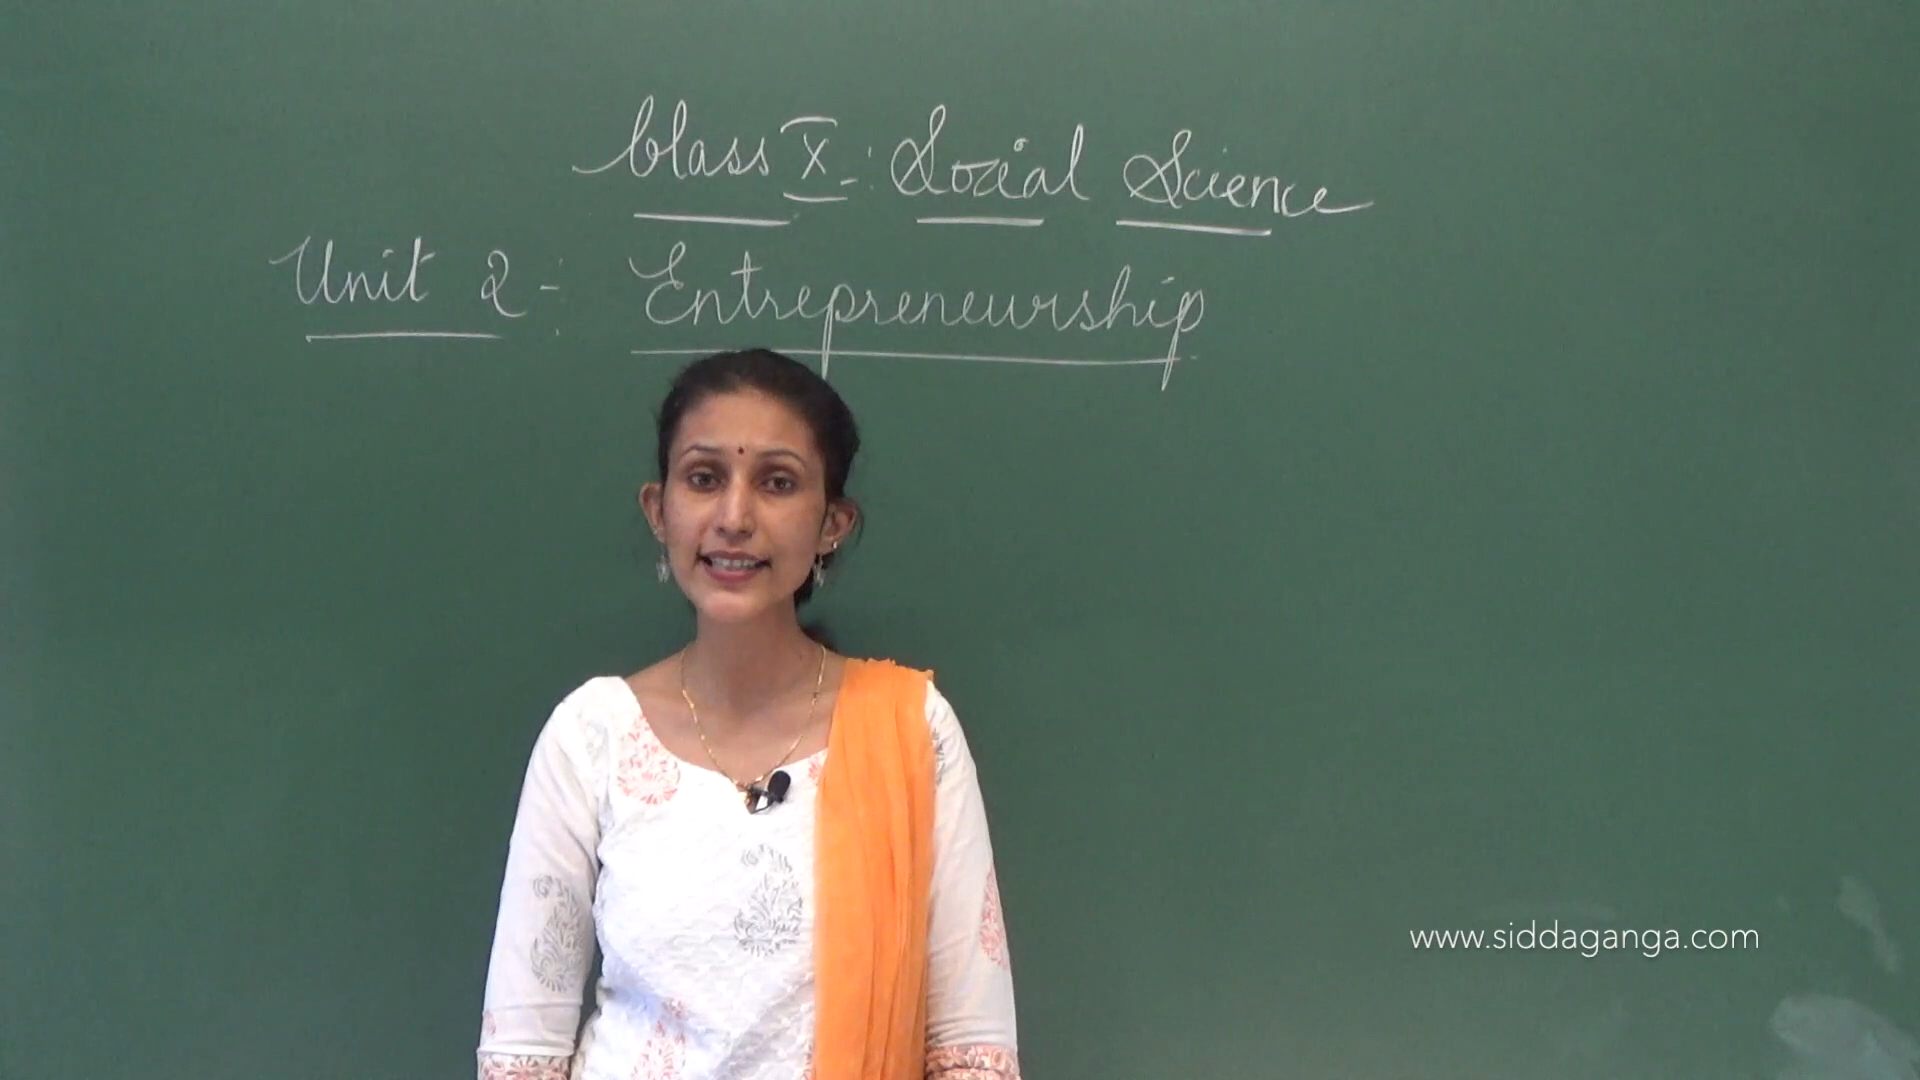 Class X : Social Science
Unit 2 - : Entrepreneurship
www.siddaganga.com